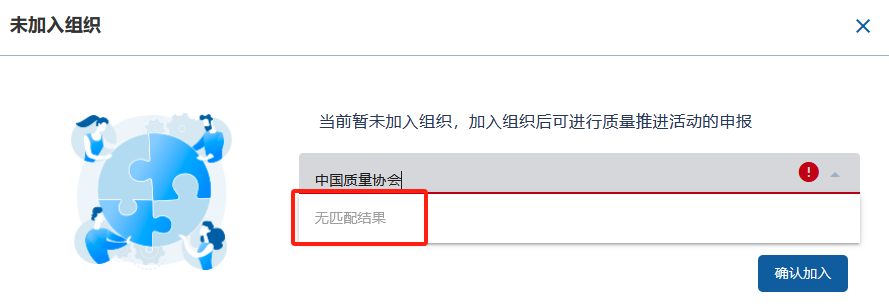 未加入组织
当前暂未加入组织，加入组织后可进行质量推进活动的申报
中国质量协会
无匹配结果
确认加入